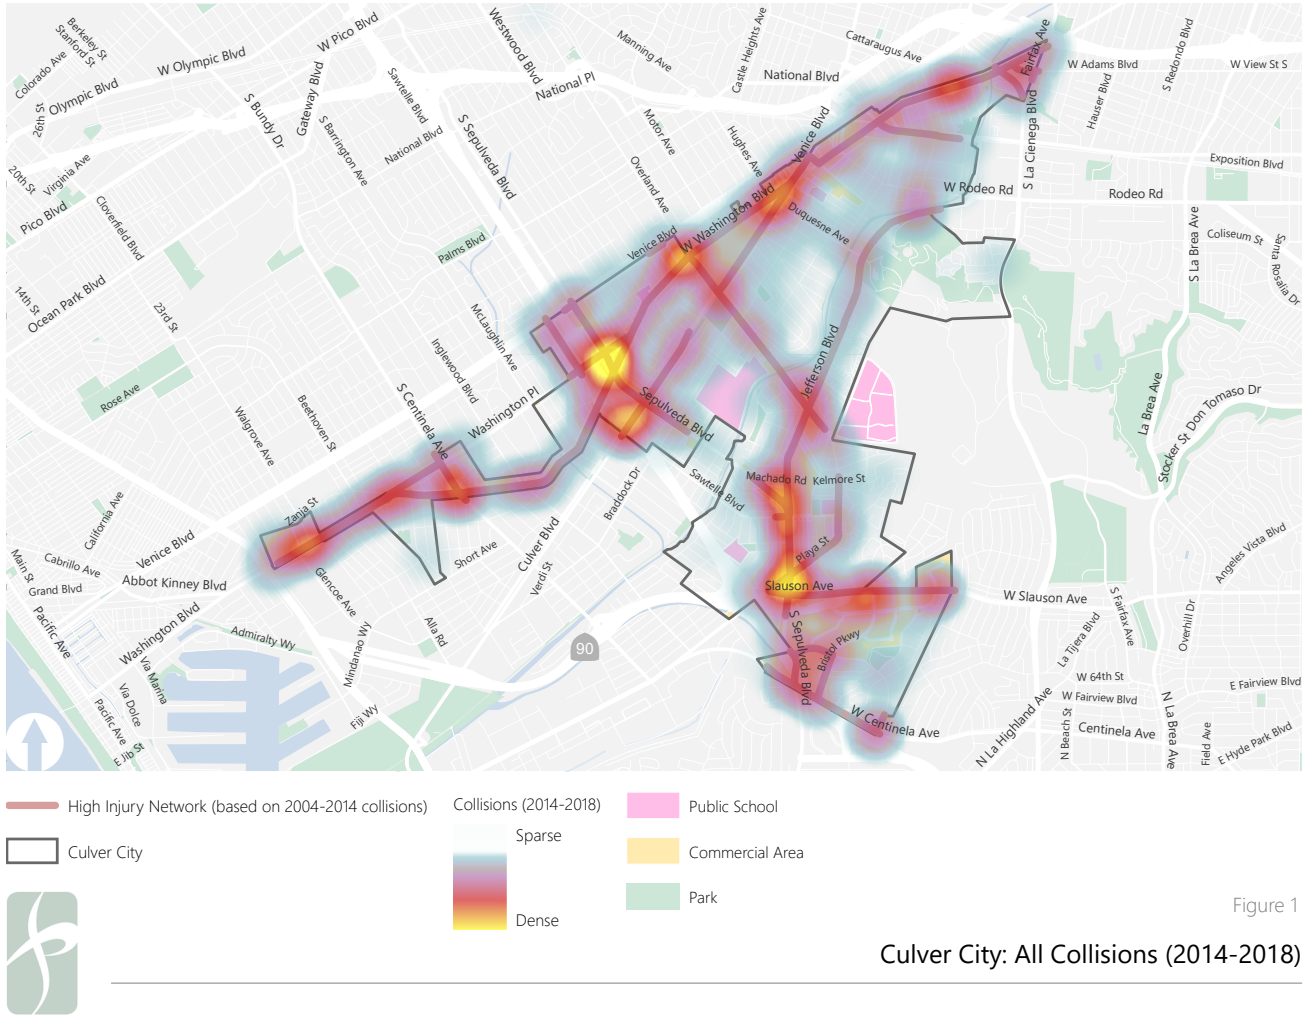 Berkeley St
Stanford St
Colorado Ave
W Olympic Blvd
W Pico Blvd
Olympic Blvd
26th St
Gateway Blvd
Sawtelle Blvd
Westwood Blvd
National Pl
Manning Ave
Castle Heights Ave
Cattaraugus Ave
National Blvd
Fairfax Ave
W Adams Blvd
S Redondo Blvd
W View St S
Hauser Blvd
S La Cienega Blvd
S Bundy Dr
S Barrington Ave
National Blvd
S Sepulveda Blvd
Motor Ave
Hughes Ave
Venice Blvd
Exposition Blvd
20th St
Virginia Ave
Pico Blvd
Cloverfield Blvd
Overland Ave
W Rodeo Rd
Rodeo Rd
W Washington Blvd
Duquesne Ave
Venice Blvd
Palms Blvd
S La Brea Ave
Coliseum St
Santa Rosalia Dr
14th St
Ocean Park Blvd
23rd St
McLaughlin Ave
Inglewood Blvd
Jefferson Blvd
Rose Ave
Walgrove Ave
Beethoven St
S Centinela Ave
Washington Pl
Sepulveda Blvd
La Brea Ave
Don Tomaso Dr
Stocker St
Machado Rd
Kelmore St
Sawtelle Blvd
Braddock Dr
Zanja St
California Ave
Venice Blvd
Culver Blvd
Short Ave
Verdi St
Playa St
Slauson Ave
W Slauson Ave
Angeles Vista Blvd
Main St
Cabrillo Ave
Grand Blvd
Abbot Kinney Blvd
Glencoe Ave
Pacific Ave
Washington Blvd
Admiralty Wy
Mindanao Wy
Alla Rd
90
S Sepulveda Blvd
Bristol Pkwy
La Tijera Blvd
S Fairfax Ave
Overhill Dr
Via Marina
Via Dolce
Pacific Ave
E Jib St
Fiji Wy
W Centinela Ave
W 64th St
W Fairview Blvd
E Fairview Blvd
N La Highland Ave
N Beach St
Centinela Ave
N La Brea Ave
Field Ave
E Hyde Park Blvd
High Injury Network (based on 2004-2014 collisions)
Culver City
Collisions (2014-2018)
Sparse
Dense
Public School
Commercial Area
Park
Figure 1
Culver City: All Collisions (2014-2018)